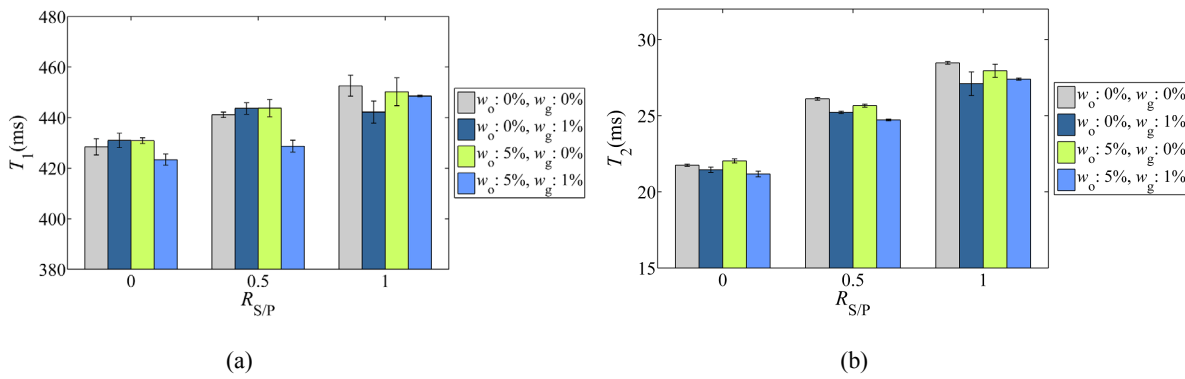 480
460
440
420
400
380
T1(ms)
0 0.5 1
RS/P
wo: 0%, wg: 0%
wo: 0%, wg: 1%
wo: 5%, wg: 0%
wo: 5%, wg: 1%
(a)
30
25
20
15
T2(ms)
0 0.5 1
RS/P
wo: 0%, wg: 0%
wo: 0%, wg: 1%
wo: 5%, wg: 0%
wo: 5%, wg: 1%
(b)